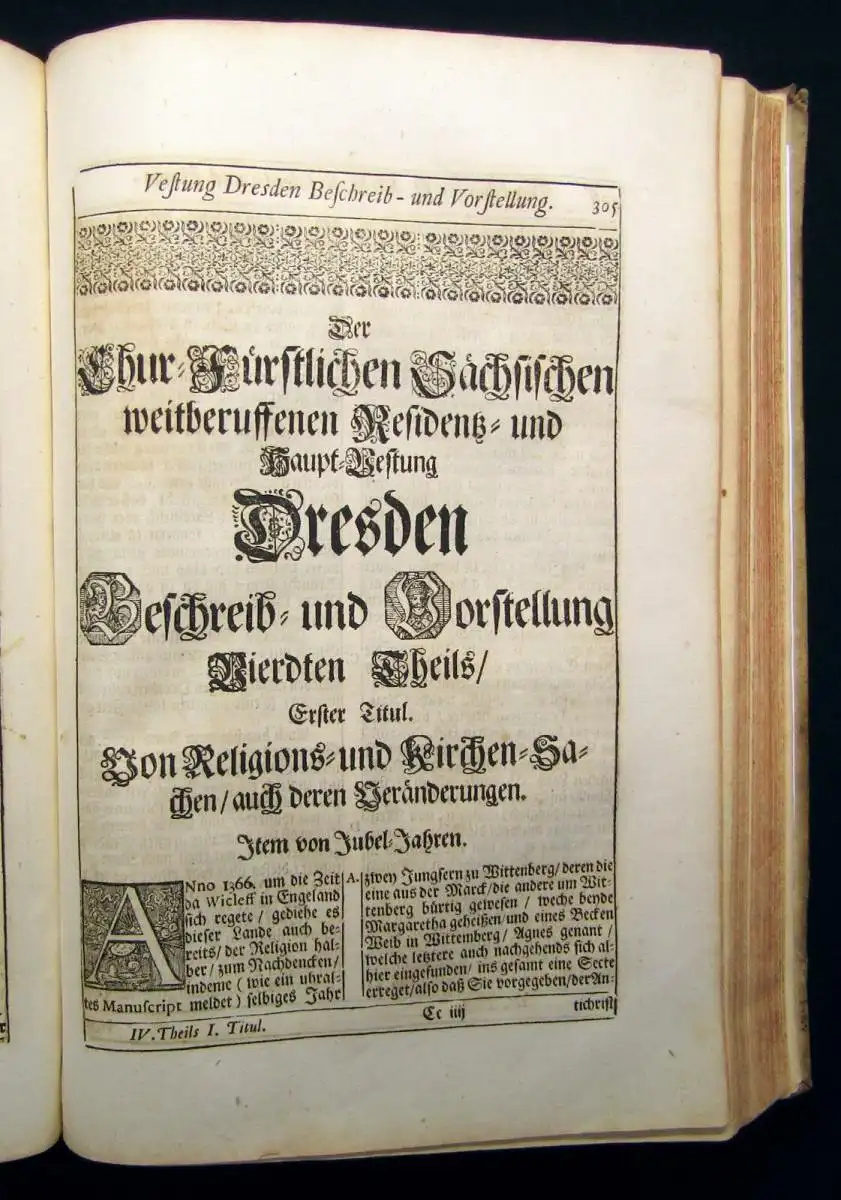 Vestung Dresden Beschreib- und Vorstellung.
305
Der
Chur-Fürstlichen Sächsischen
weitberuffenen Residentz- und
Haupt-Vestung
Dresden
Beschreib- und Vorstellung
Vierdten Theils/
Erster Titul.
Von Religions- und Kirchen-Sa-
chen/ auch deren Veränderungen.
Item von Jubel-Jahren.
ANno 1366. um die Zeit
da Wicleff in Engeland
sich regete/ gediehe es
dieser Lande auch be-
reits/ der Religion hal-
ber/ zum Nachdencken/
indeme (wie ein uhral-
tes Manuscript meldet) selbiges Jahr
A.
zwey Jungfern zu Wittenberg/ deren die
eine aus der Marck/ die andere um Wit-
tenberg bürtig gewesen/ weche beyde
Margaretha geheißen/ und eines Becken
Weib in Wittemberg/ Agnes genant/
welche letztere auch nachgehends sich al-
hier eingefunden/ ins gesamt eine Secte
erreget/ also daß Sie vorgegeben/ der An-
IV. Theils I. Titul.
Cc iiij
tichrist